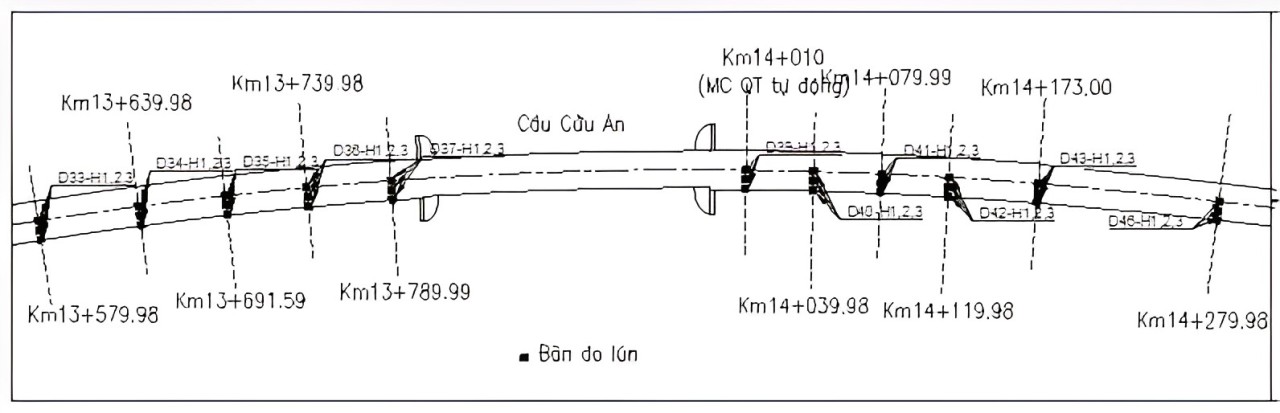 Km14+010
(MC QT tự động)
Km14+079.99
Km13+739.98
Km14+173.00
Km13+639.98
Cầu Cửu An
D33-H1,2,3
D34-H1,2,3
D35-H1,2,3
D36-H1,2,3
D37-H1,2,3
D39-H1,2,3
D41-H1,2,3
D43-H1,2,3
D40-H1,2,3
D42-H1,2,3
D46-H1,2,3
Km13+579.98
Km13+691.59
Km13+789.99
Km14+039.98
Km14+119.98
Km14+279.98
Bàn đo lún